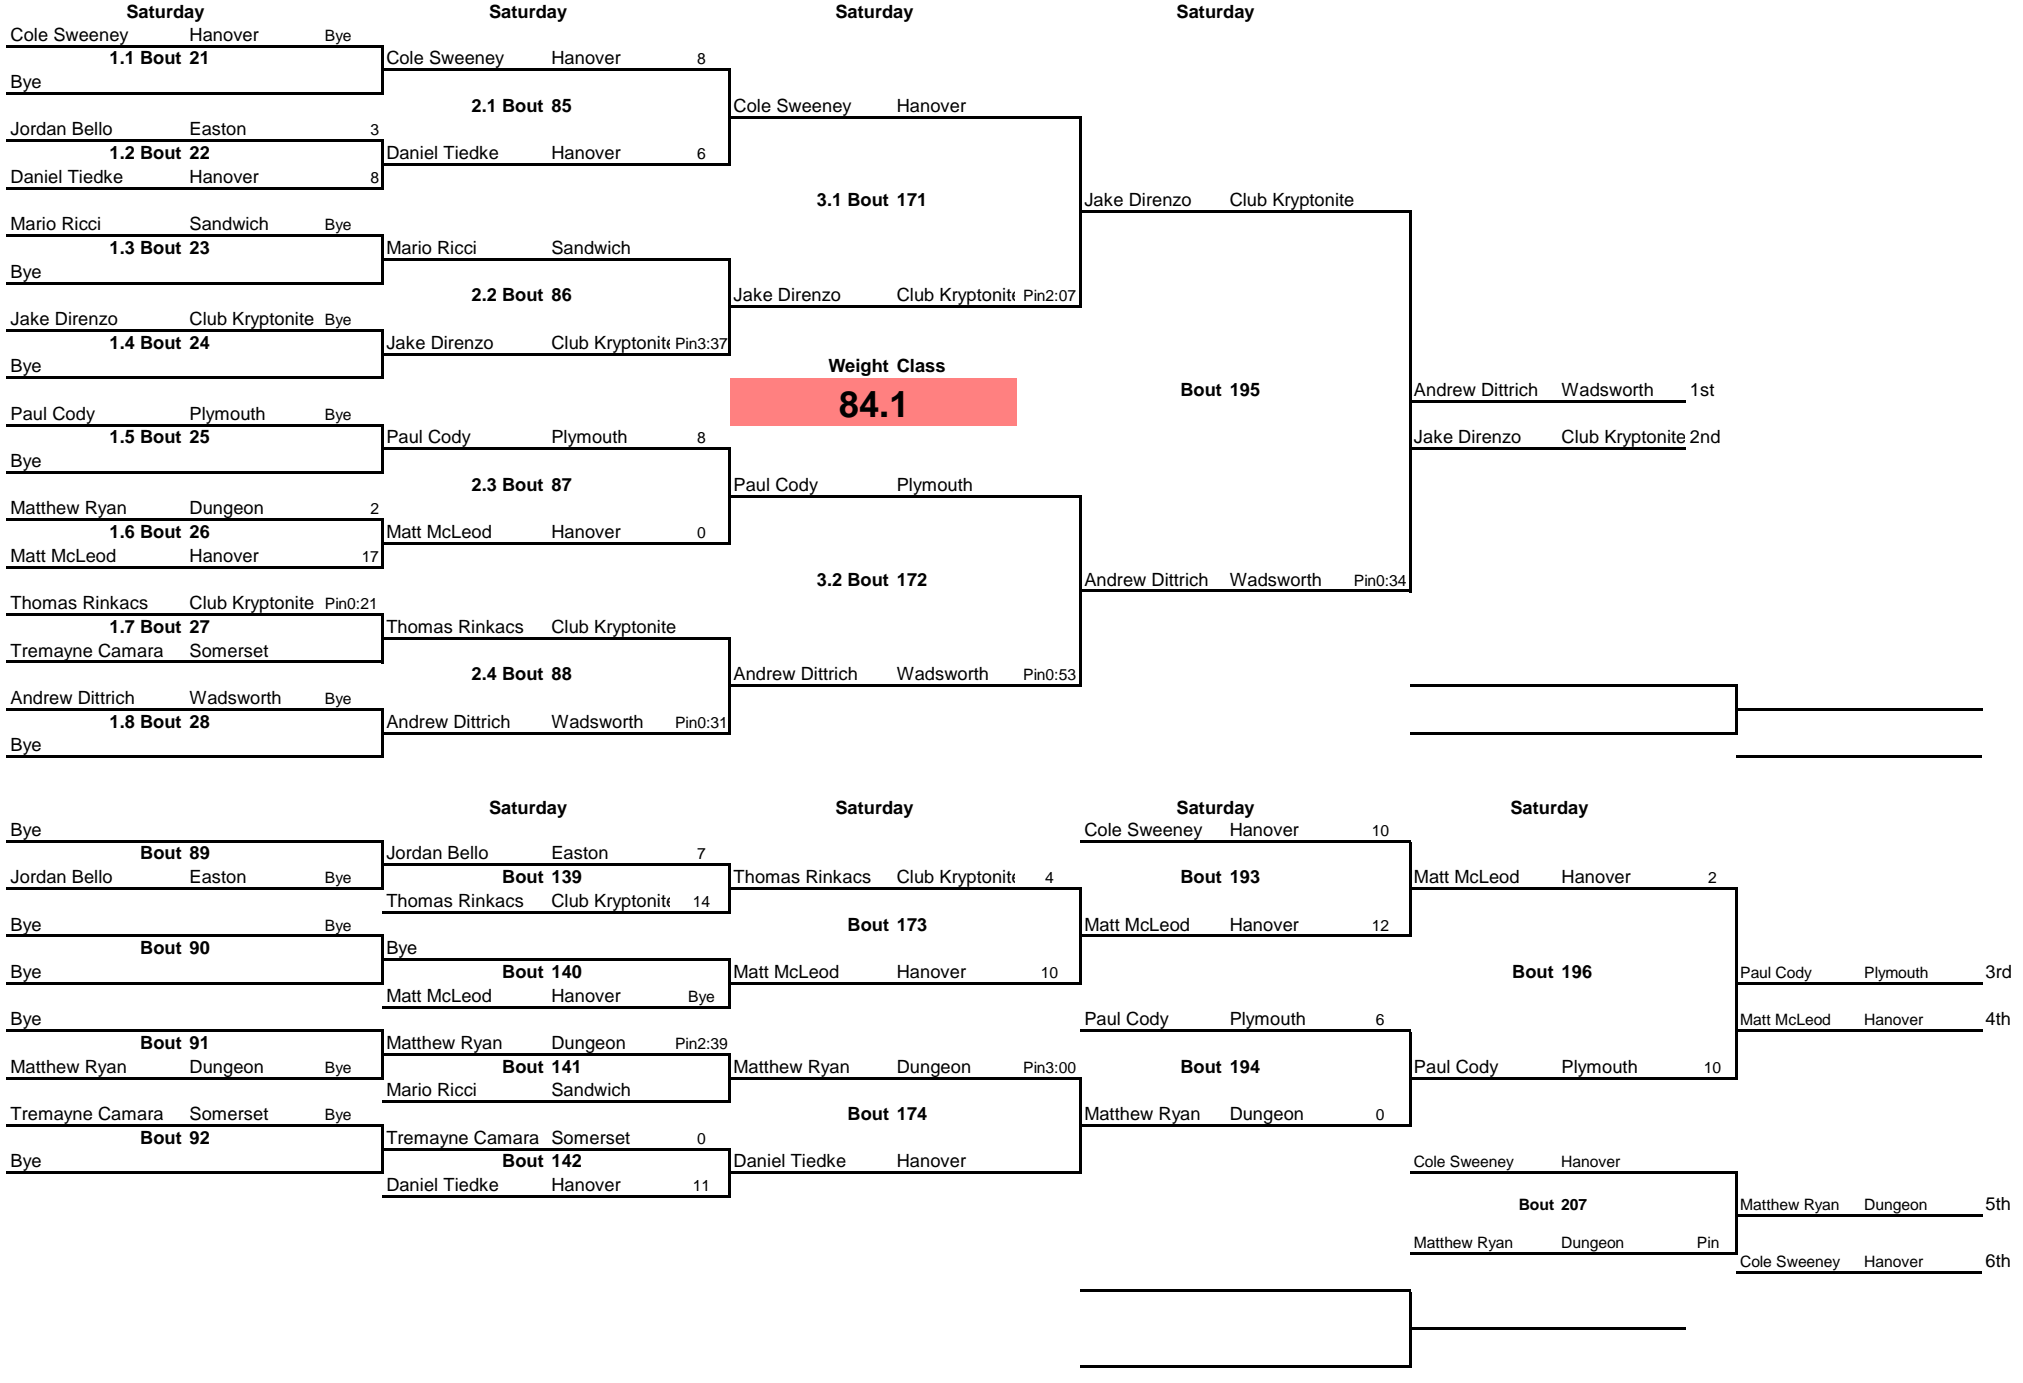 Saturday Saturday Saturday Saturday
Cole Sweeney Hanover Bye
1.1 Bout 21 Cole Sweeney Hanover 8
Bye
2.1 Bout 85 Cole Sweeney Hanover
Jordan Bello Easton 3
1.2 Bout 22 Daniel Tiedke Hanover 6
Daniel Tiedke Hanover 8
3.1 Bout 171 Jake Direnzo Club Kryptonite
Mario Ricci Sandwich Bye
1.3 Bout 23 Mario Ricci Sandwich
Bye
2.2 Bout 86 Jake Direnzo Club Kryptonite Pin2:07
Jake Direnzo Club Kryptonite Bye
1.4 Bout 24 Jake Direnzo Club Kryptonite Pin3:37
Bye Weight Class
84.1 Bout 195 Andrew Dittrich Wadsworth 1st
Paul Cody Plymouth Bye
1.5 Bout 25 Paul Cody Plymouth 8 Jake Direnzo Club Kryptonite 2nd
Bye
2.3 Bout 87 Paul Cody Plymouth
Matthew Ryan Dungeon 2
1.6 Bout 26 Matt McLeod Hanover 0
Matt McLeod Hanover 17
3.2 Bout 172 Andrew Dittrich Wadsworth Pin0:34
Thomas Rinkacs Club Kryptonite Pin0:21
1.7 Bout 27 Thomas Rinkacs Club Kryptonite
Tremayne Camara Somerset
2.4 Bout 88 Andrew Dittrich Wadsworth Pin0:53
Andrew Dittrich Wadsworth Bye
1.8 Bout 28 Andrew Dittrich Wadsworth Pin0:31
Bye
Saturday Saturday Saturday Saturday
Bye Cole Sweeney Hanover 10
Bout 89 Jordan Bello Easton 7
Jordan Bello Easton Bye Bout 139 Thomas Rinkacs Club Kryptonite 4 Bout 193 Matt McLeod Hanover 2
Thomas Rinkacs Club Kryptonite 14
Bye Bye Bout 173 Matt McLeod Hanover 12
Bout 90 Bye
Bye Bout 140 Matt McLeod Hanover 10 Bout 196 Paul Cody Plymouth 3rd
Matt McLeod Hanover Bye
Bye Paul Cody Plymouth 6 Matt McLeod Hanover 4th
Bout 91 Matthew Ryan Dungeon Pin2:39
Matthew Ryan Dungeon Bye Bout 141 Matthew Ryan Dungeon Pin3:00 Bout 194 Paul Cody Plymouth 10
Mario Ricci Sandwich
Tremayne Camara Somerset Bye Bout 174 Matthew Ryan Dungeon 0
Bout 92 Tremayne Camara Somerset 0
Bye Bout 142 Daniel Tiedke Hanover Cole Sweeney Hanover
Daniel Tiedke Hanover 11
Bout 207 Matthew Ryan Dungeon 5th
Matthew Ryan Dungeon Pin
Cole Sweeney Hanover 6th